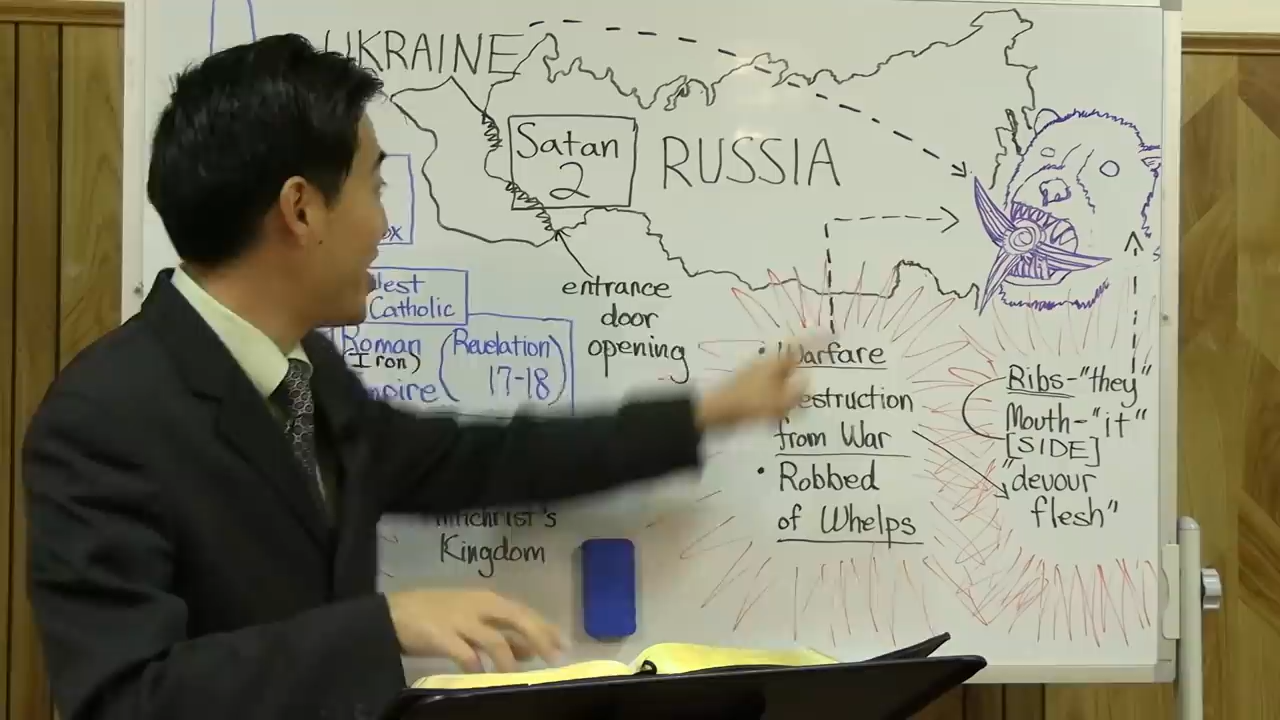 UKRAINE
Satan
2
RUSSIA
Catholic
Roman
(Iron)
(Revelation
17-18)
entrance
door
opening
Kingdom
• Warfare
from War
• Robbed
of Whelps
Ribs-"they"
Mouth-"it"
[SIDE]
"devour
flesh"